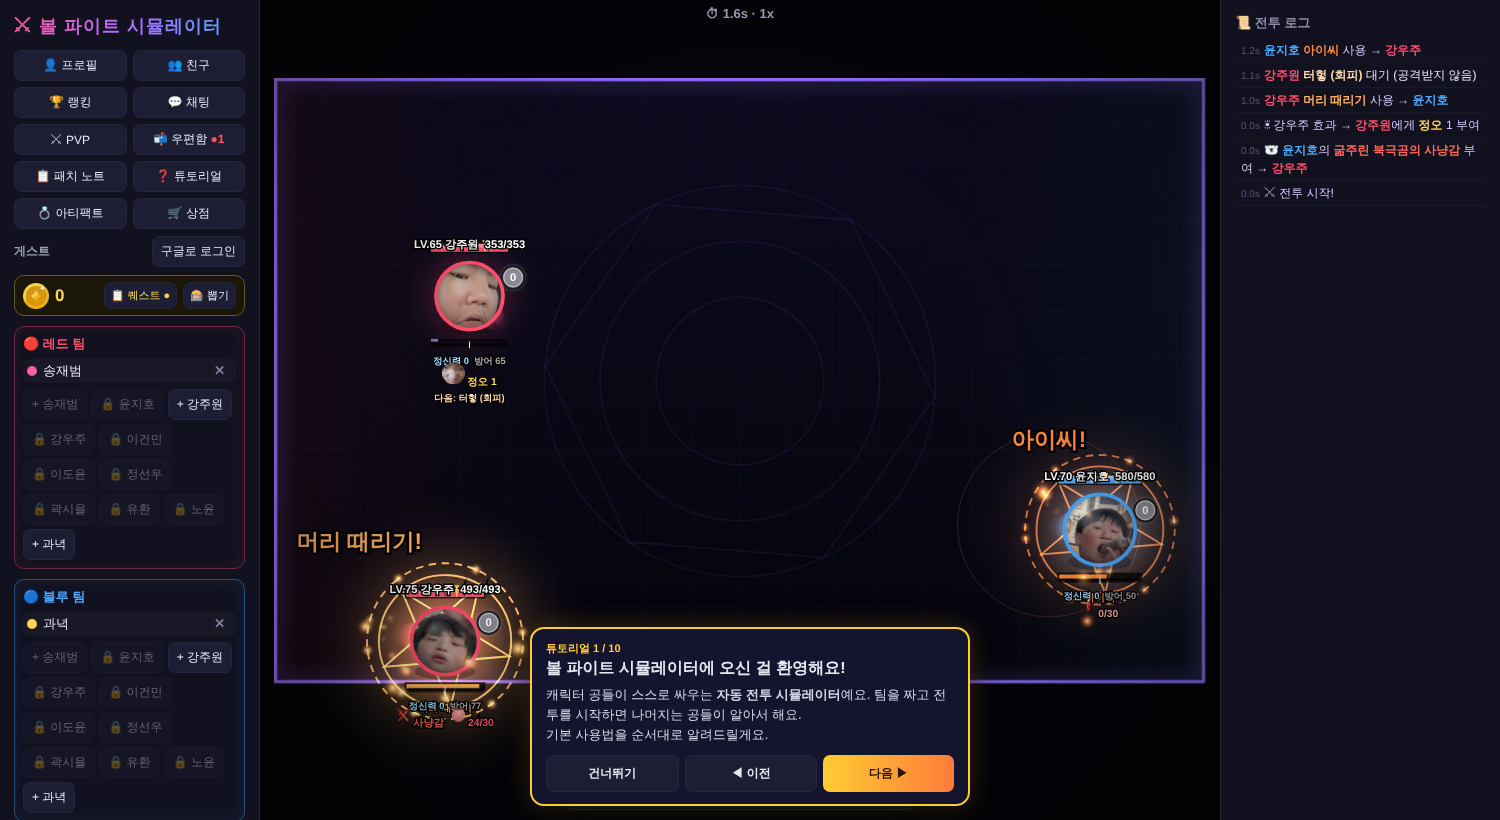 ⚔ 볼 파이트 시뮬레이터
👤 프로필
👥 친구
🏆 랭킹
💬 채팅
⚔ PVP
📬 우편함 ●1
📋 패치 노트
❓ 튜토리얼
💍 아티팩트
🛒 상점
게스트
구글로 로그인
0
📋 퀘스트 ●
🎰 뽑기
🔴 레드 팀
송재범 ✕
+ 송재범
🔒 윤지호
+ 강주원
🔒 강우주
🔒 이건민
🔒 이도윤
🔒 정선우
🔒 곽시율
🔒 유환
🔒 노윤
+ 과녁
🔵 블루 팀
과녁 ✕
+ 송재범
🔒 윤지호
+ 강주원
🔒 강우주
🔒 이건민
🔒 이도윤
🔒 정선우
🔒 곽시율
🔒 유환
🔒 노윤
+ 과녁
⏱ 1.6s · 1x
LV.65 강주원 353/353
0
정신력 0 방어 65
정오 1
다음: 터헣 (회피)
아이씨!
LV.70 윤지호 580/580
0
정신력 0 방어 50
0/30
머리 때리기!
LV.75 강우주 493/493
0
정신력 0 방어 77
사냥감 24/30
튜토리얼 1 / 10
볼 파이트 시뮬레이터에 오신 걸 환영해요!
캐릭터 공들이 스스로 싸우는 자동 전투 시뮬레이터예요. 팀을 짜고 전
투를 시작하면 나머지는 공들이 알아서 해요.
기본 사용법을 순서대로 알려드릴게요.
건너뛰기
◀ 이전
다음 ▶
📜 전투 로그
1.2s 윤지호 아이씨 사용 → 강우주
1.1s 강주원 터헣 (회피) 대기 (공격받지 않음)
1.0s 강우주 머리 때리기 사용 → 윤지호
0.0s 강우주 효과 → 강주원에게 정오 1 부여
0.0s 🐻‍❄️ 윤지호의 굶주린 북극곰의 사냥감 부
여 → 강우주
0.0s ⚔ 전투 시작!